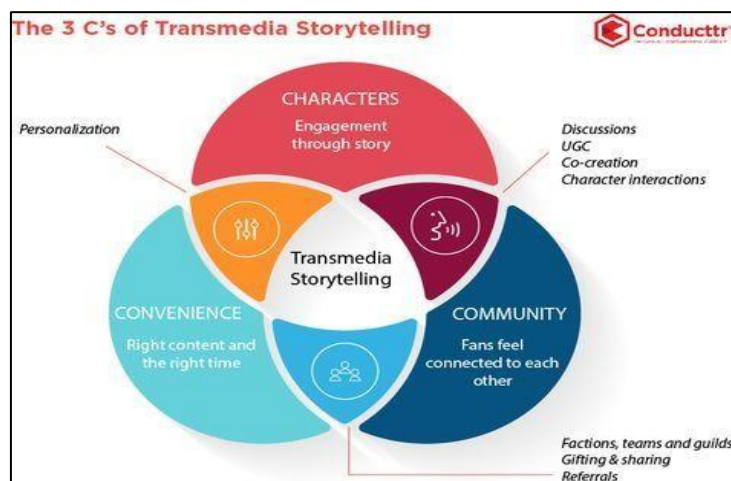 The 3 C's of Transmedia Storytelling
Conducttr
CHARACTERS
Engagement
through story
Personalization
Discussions
UGC
Co-creation
Character interactions
Transmedia
Storytelling
CONVENIENCE
Right content and
the right time
COMMUNITY
Fans feel
connected to each
other
Factions, teams and guilds
Gifting & sharing
Referrals